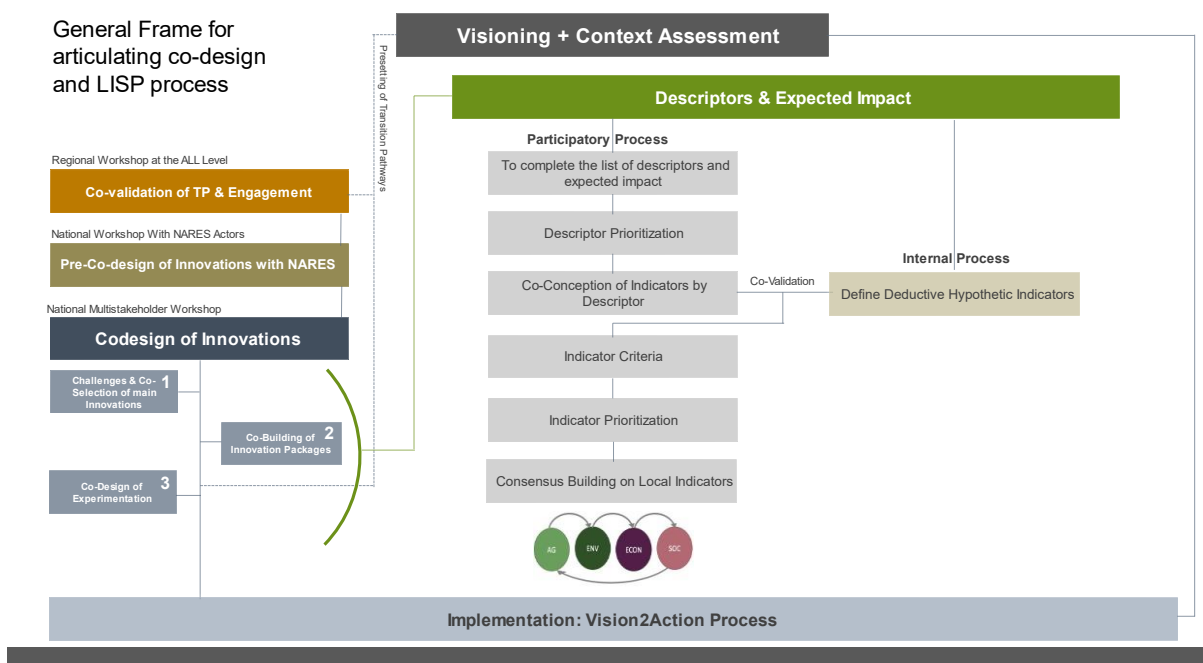 General Frame for
articulating co-design
and LISP process
Visioning + Context Assessment
Presetting of Transition Pathways
Descriptors & Expected Impact
Regional Workshop at the ALL Level
Co-validation of TP & Engagement
National Workshop With NARES Actors
Pre-Co-design of Innovations with NARES
National Multistakeholder Workshop
Codesign of Innovations
Challenges & Co-
Selection of main
Innovations
1
Co-Building of
Innovation Packages
2
Co-Design of
Experimentation
3
Participatory Process
To complete the list of descriptors and
expected impact
Descriptor Prioritization
Co-Conception of Indicators by
Descriptor
Co-Validation
Internal Process
Define Deductive Hypothetic Indicators
Indicator Criteria
Indicator Prioritization
Consensus Building on Local Indicators
AG
ENV
ECON
SOC
Implementation: Vision2Action Process